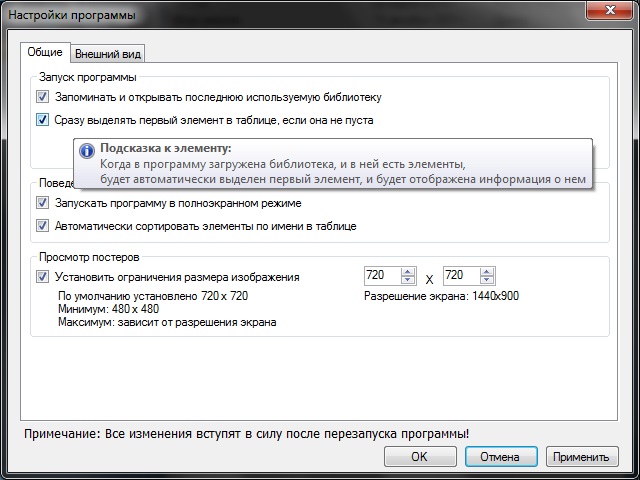 Настройки программы
Общие
Внешний вид
Запуск программы
Запоминать и открывать последнюю используемую библиотеку
Сразу выделять первый элемент в таблице, если она не пуста
Подсказка к элементу:
Когда в программу загружена библиотека, и в ней есть элементы,
будет автоматически выделен первый элемент, и будет отображена информация о нем
Повед
Запускать программу в полноэкранном режиме
Автоматически сортировать элементы по имени в таблице
Просмотр постеров
Установить ограничения размера изображения
720 X 720
По умолчанию установлено 720 x 720
Разрешение экрана: 1440x900
Минимум: 480 x 480
Максимум: зависит от разрешения экрана
Примечание: Все изменения вступят в силу после перезапуска программы!
OK
Отмена
Применить